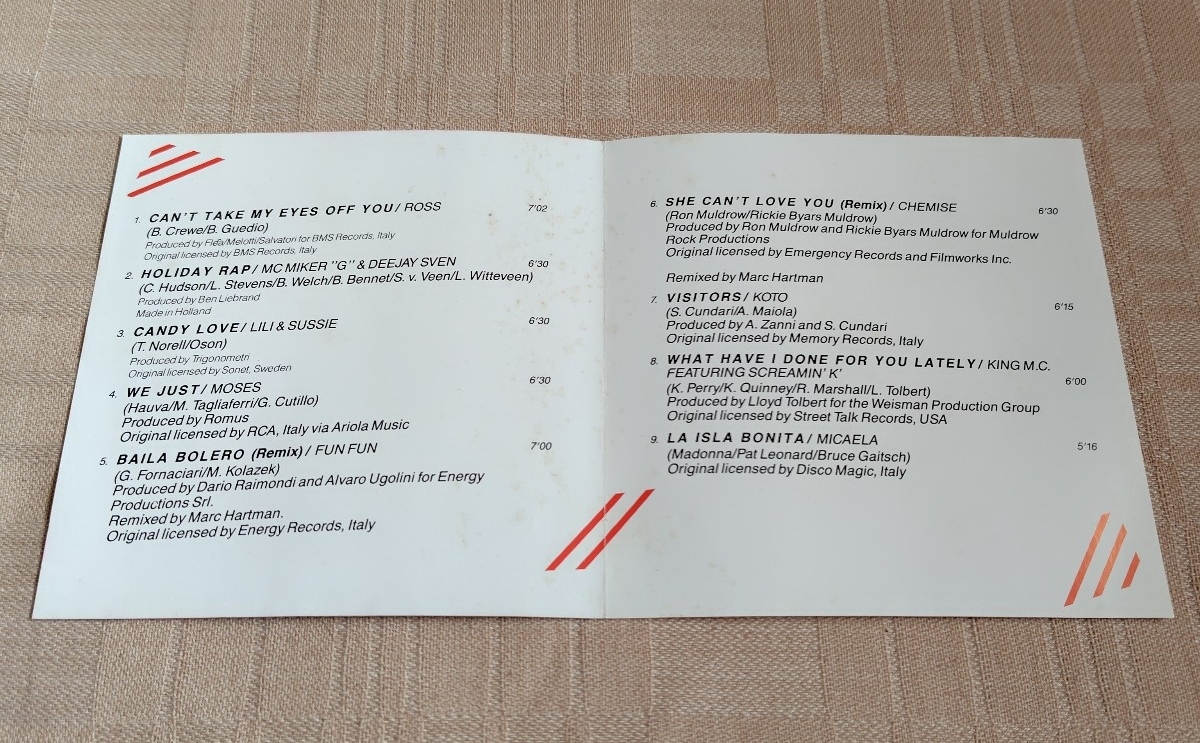 1. CAN'T TAKE MY EYES OFF YOU / ROSS 7'02
(B. Crewe/B. Guedio)
Produced by Flea/Melotti/Salvatori for BMS Records, Italy
Original licensed by BMS Records, Italy
2. HOLIDAY RAP / MC MIKER "G" & DEEJAY SVEN 6'30
(C. Hudson/L. Stevens/B. Welch/B. Bennet/S. v. Veen/L. Witteveen)
Produced by Ben Liebrand
Made in Holland
3. CANDY LOVE / LILI & SUSSIE 6'30
(T. Norell/Oson)
Produced by Trigonometri
Original licensed by Sonet, Sweden
4. WE JUST / MOSES 6'30
(Hauva/M. Tagliaferri/G. Cutillo)
Produced by Romus
Original licensed by RCA, Italy via Ariola Music
5. BAILA BOLERO (Remix) / FUN FUN 7'00
(G. Fornaciari/M. Kolazek)
Produced by Dario Raimondi and Alvaro Ugolini for Energy
Productions Srl.
Remixed by Marc Hartman.
Original licensed by Energy Records, Italy
6. SHE CAN'T LOVE YOU (Remix) / CHEMISE 6'30
(Ron Muldrow/Rickie Byars Muldrow)
Produced by Ron Muldrow and Rickie Byars Muldrow for Muldrow
Rock Productions
Original licensed by Emergency Records and Filmworks Inc.
Remixed by Marc Hartman
7. VISITORS / KOTO 6'15
(S. Cundari/A. Maiola)
Produced by A. Zanni and S. Cundari
Original licensed by Memory Records, Italy
8. WHAT HAVE I DONE FOR YOU LATELY / KING M.C.
FEATURING SCREAMIN' K' 6'00
(K. Perry/K. Quinney/R. Marshall/L. Tolbert)
Produced by Lloyd Tolbert for the Weisman Production Group
Original licensed by Street Talk Records, USA
9. LA ISLA BONITA / MICAELA 5'16
(Madonna/Pat Leonard/Bruce Gaitsch)
Original licensed by Disco Magic, Italy